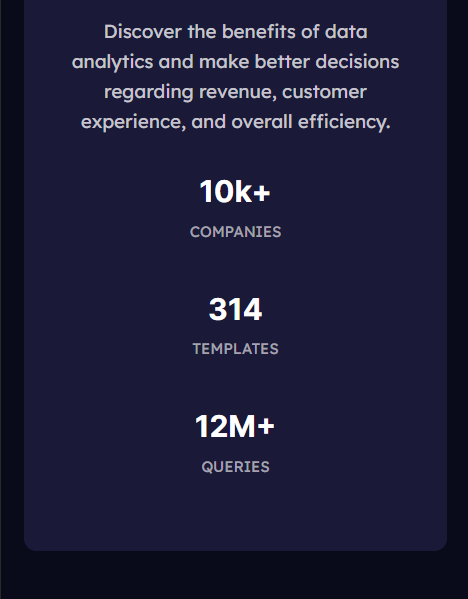 Discover the benefits of data
analytics and make better decisions
regarding revenue, customer
experience, and overall efficiency.
10k+
COMPANIES
314
TEMPLATES
12M+
QUERIES